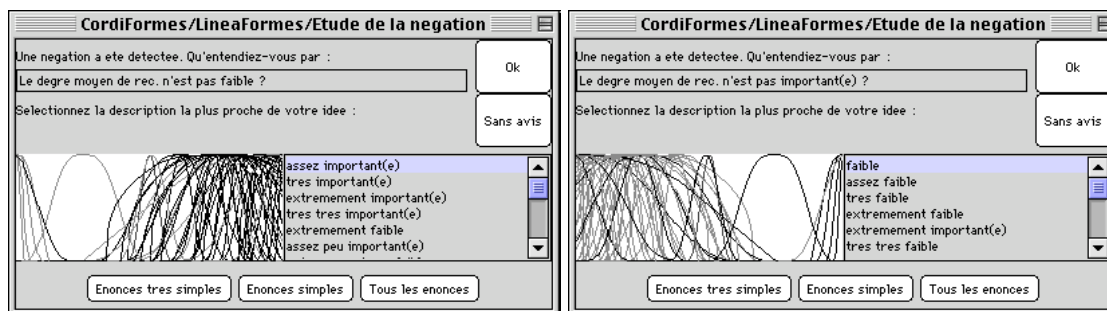 CordiFormes/LineaFormes/Etude de la negation
Une negation a ete detectee. Qu'entendiez-vous par :
Le degre moyen de rec. n'est pas faible ?
Ok
Selectionnez la description la plus proche de votre idee :
Sans avis
assez important(e)
tres important(e)
extremement important(e)
tres tres important(e)
extremement faible
assez peu important(e)
Enonces tres simples
Enonces simples
Tous les enonces
CordiFormes/LineaFormes/Etude de la negation
Une negation a ete detectee. Qu'entendiez-vous par :
Le degre moyen de rec. n'est pas important(e) ?
Ok
Selectionnez la description la plus proche de votre idee :
Sans avis
faible
assez faible
tres faible
extremement faible
extremement important(e)
tres tres faible
Enonces tres simples
Enonces simples
Tous les enonces